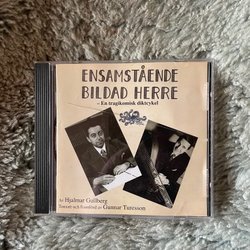 ENSAMSTÅENDE
BILDAD HERRE
– En tragikomisk diktcykel
Av Hjalmar Gullberg
Tonsatt och framförd av Gunnar Turesson